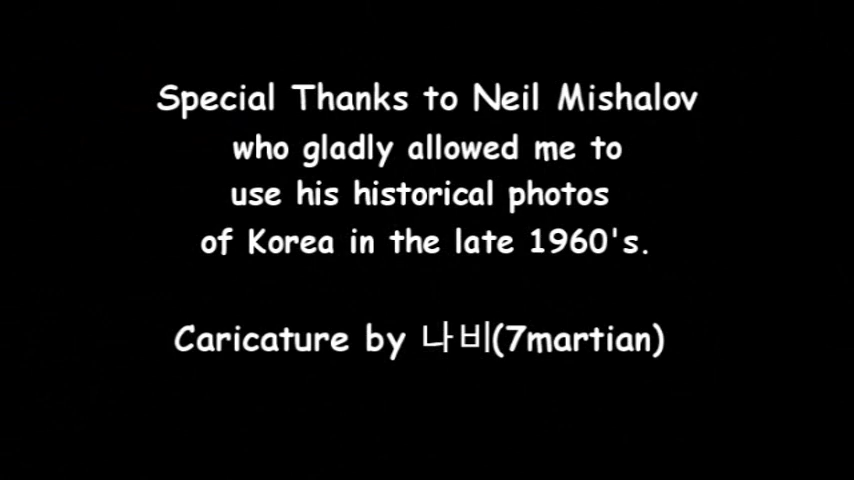 Special Thanks to Neil Mishalov
who gladly allowed me to
use his historical photos
of Korea in the late 1960's.
Caricature by 나비(7martian)